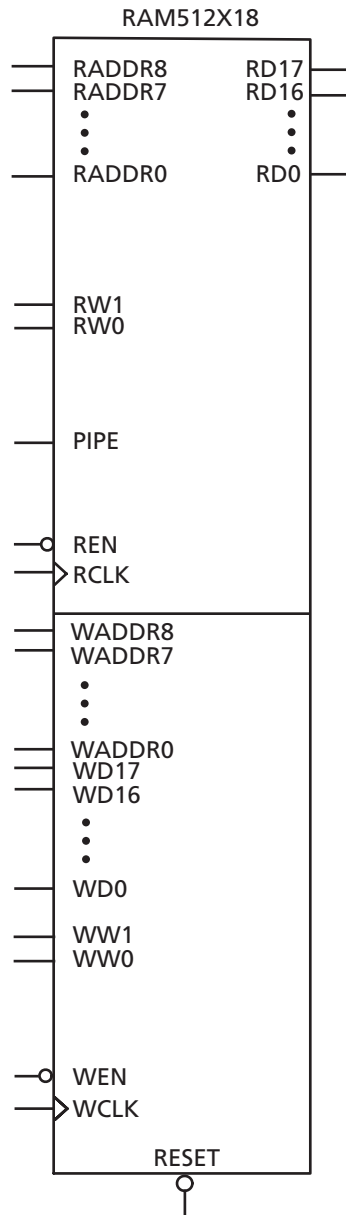 RAM512X18
RADDR8 RD17
RADDR7 RD16
RADDR0 RD0
RW1
RW0
PIPE
REN
RCLK
WADDR8
WADDR7
WADDR0
WD17
WD16
WD0
WW1
WW0
WEN
WCLK
RESET